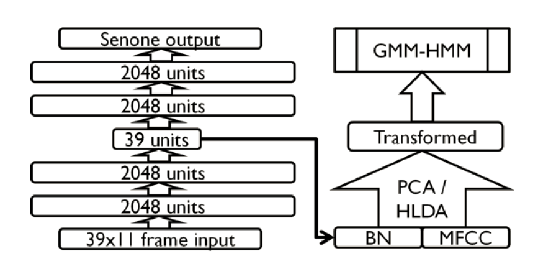 Senone output
2048 units
2048 units
39 units
2048 units
2048 units
39x11 frame input
GMM-HMM
Transformed
PCA /
HLDA
BN
MFCC